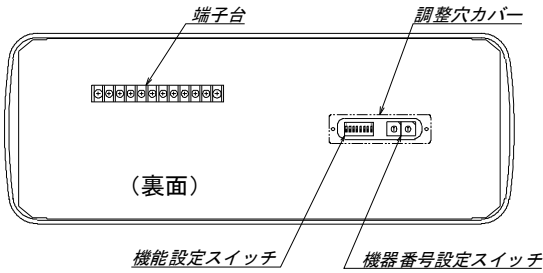 端子台
調整穴カバー
（裏面）
機能設定スイッチ
機器番号設定スイッチ